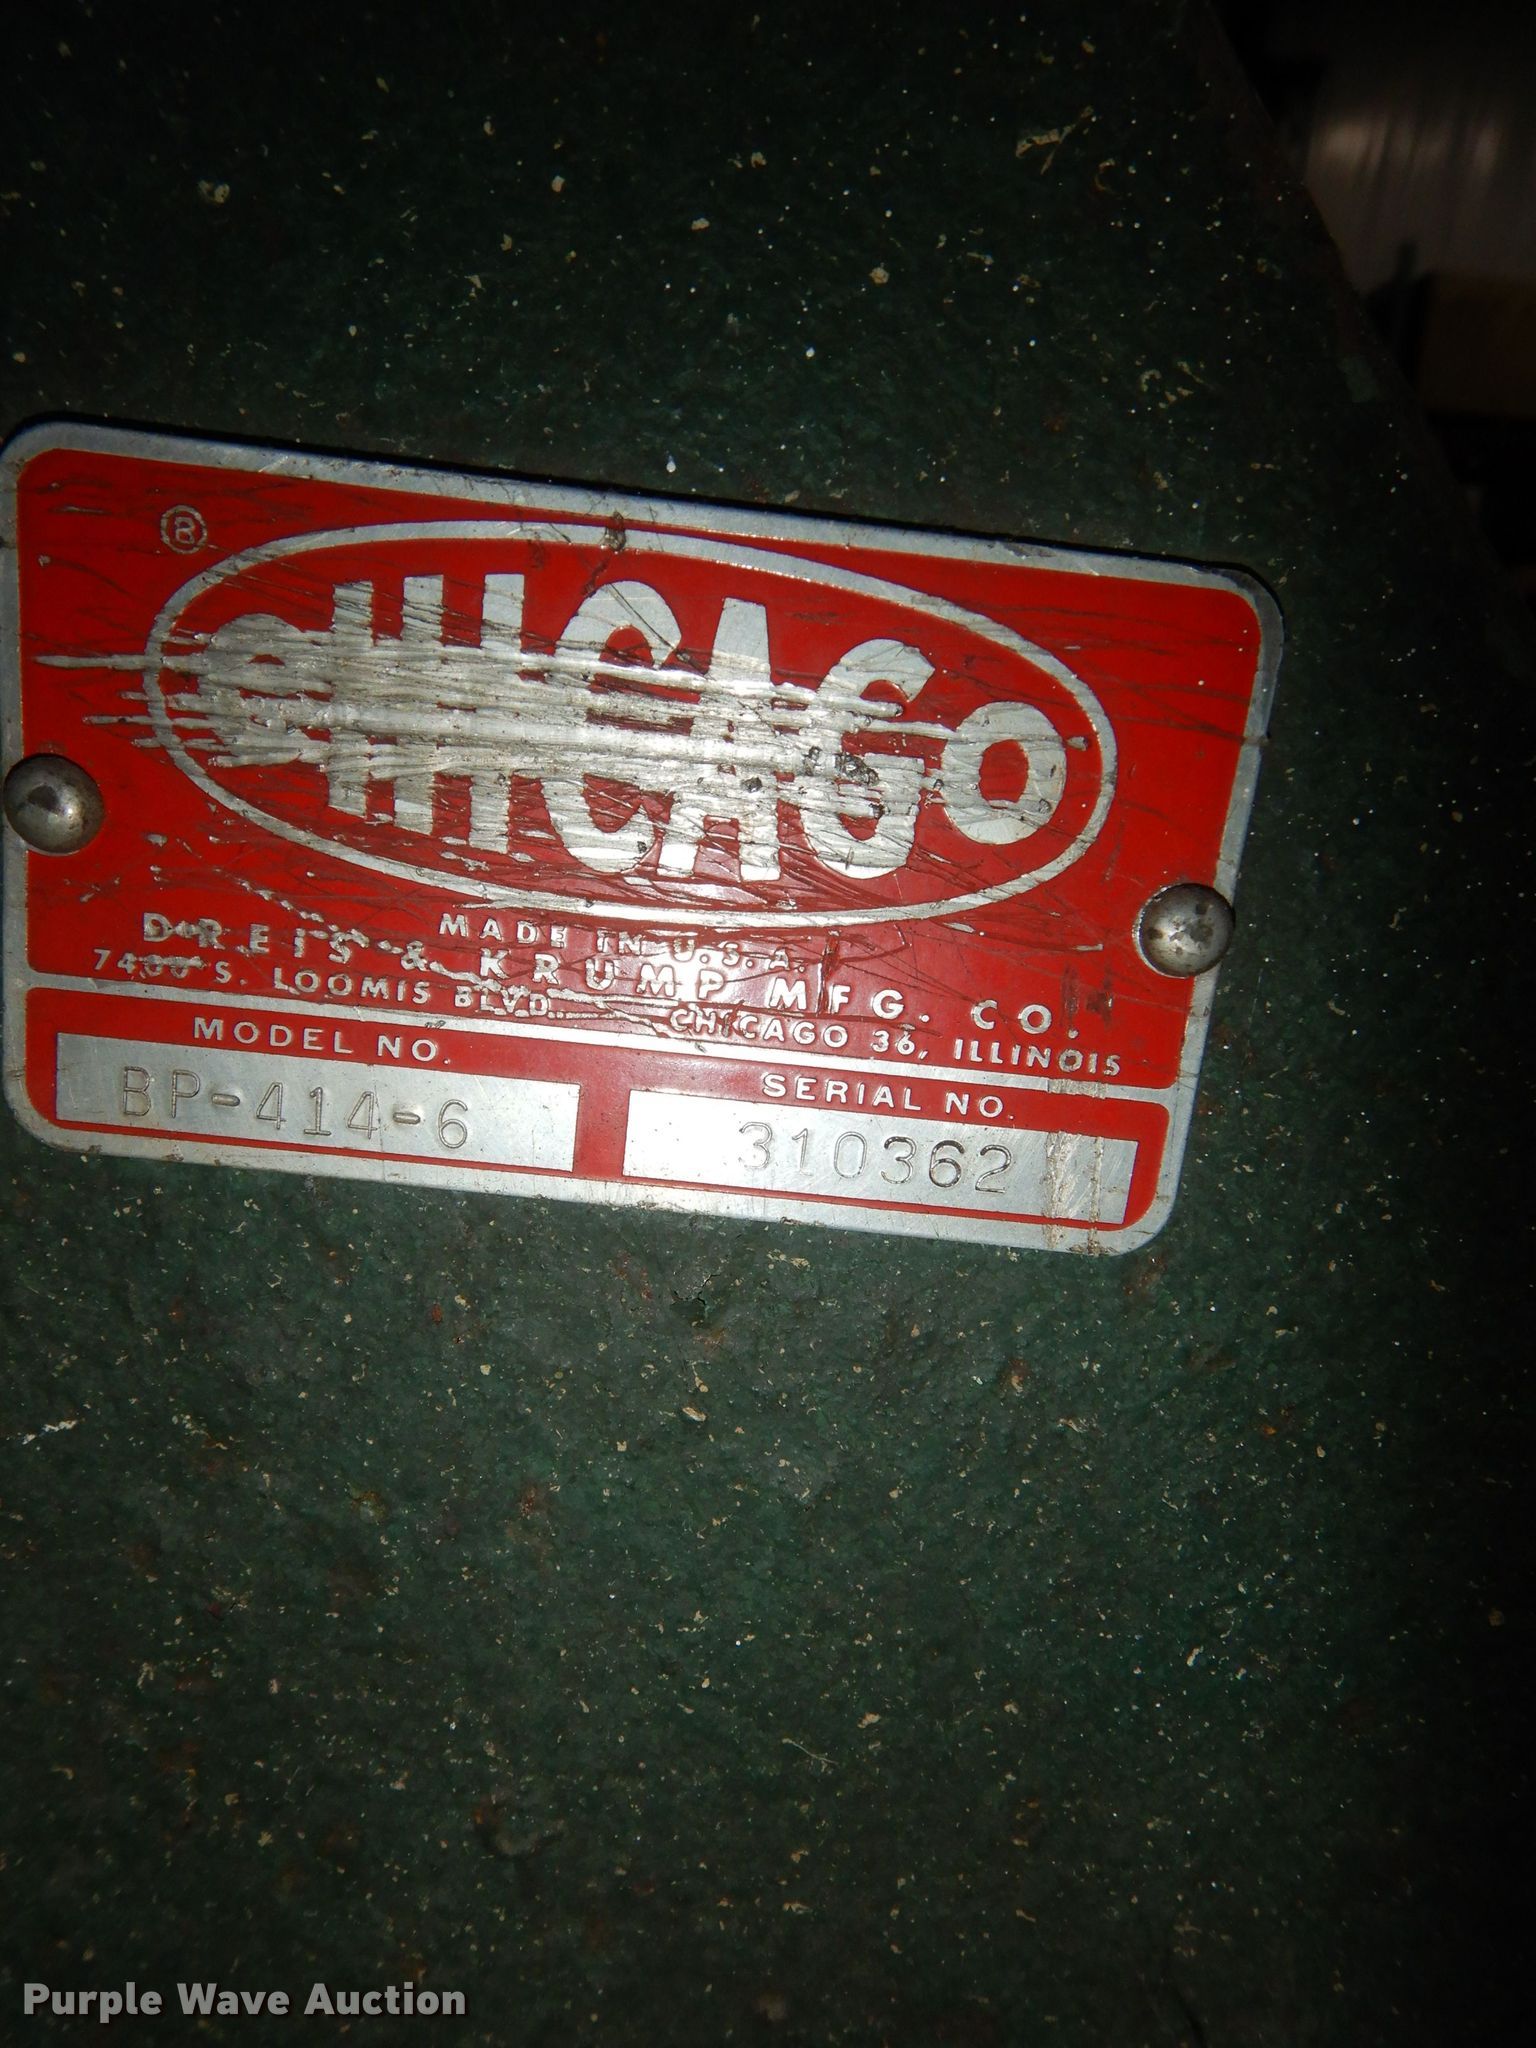 ®
CHICAGO
MADE IN U.S.A.
DREIS & KRUMP MFG. CO.
7400 S. LOOMIS BLVD. CHICAGO 36, ILLINOIS
MODEL NO. SERIAL NO.
BP-414-6 310362
Purple Wave Auction